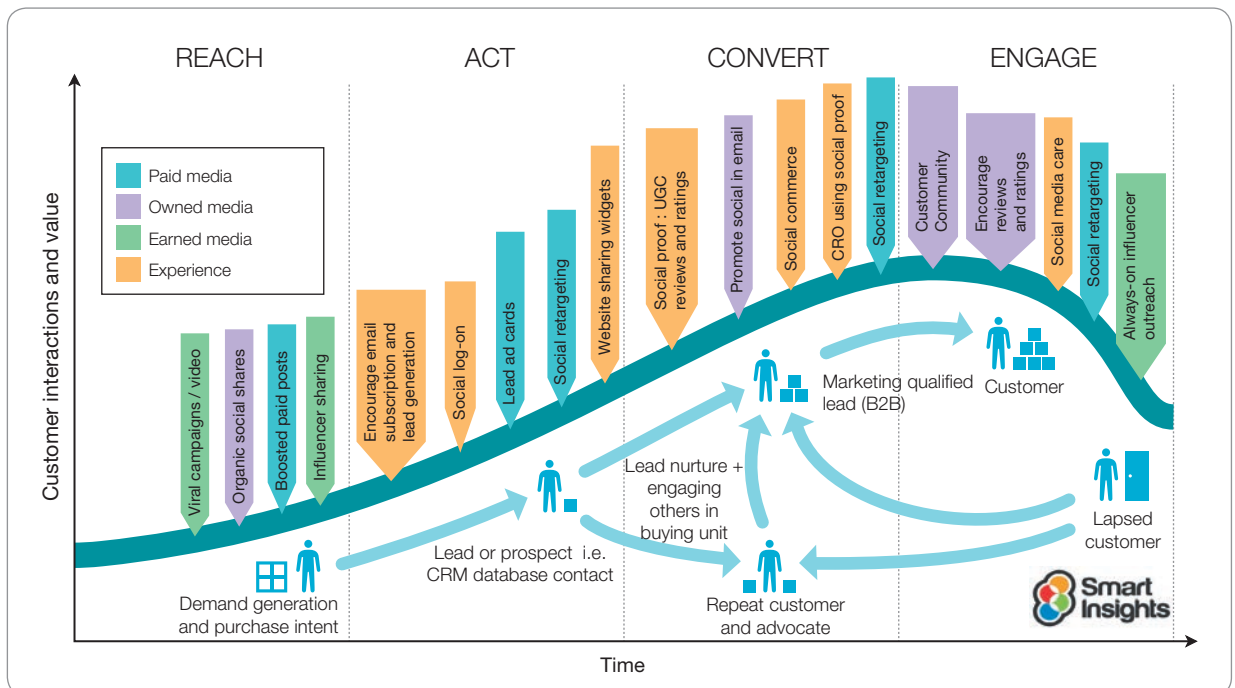 REACH
ACT
CONVERT
ENGAGE
Customer interactions and value
Paid media
Owned media
Earned media
Experience
Viral campaigns / video
Organic social shares
Boosted paid posts
Influencer sharing
Encourage email
subscription and
lead generation
Social log-on
Lead ad cards
Social retargeting
Website sharing widgets
Social proof : UGC
reviews and ratings
Promote social in email
Social commerce
CRO using social proof
Social retargeting
Customer
Community
Encourage
reviews
and ratings
Social media care
Social retargeting
Always-on influencer
outreach
Demand generation
and purchase intent
Lead or prospect i.e.
CRM database contact
Lead nurture +
engaging
others in
buying unit
Marketing qualified
lead (B2B)
Customer
Repeat customer
and advocate
Lapsed
customer
Smart
Insights
Time